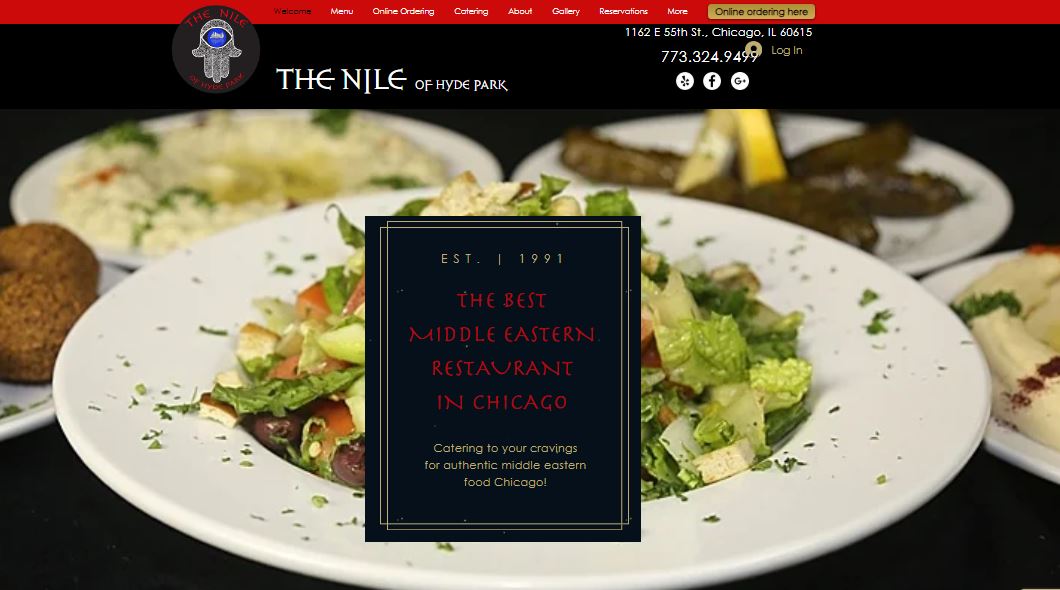 Welcome Menu Online Ordering Catering About Gallery Reservations More Online ordering here
THE NILE
OF HYDE PARK
1162 E 55th St., Chicago, IL 60615
773.324.9499
Log In
THE NILE OF HYDE PARK
f G+
EST. | 1991
THE BEST
MIDDLE EASTERN
RESTAURANT
IN CHICAGO
Catering to your cravings
for authentic middle eastern
food Chicago!